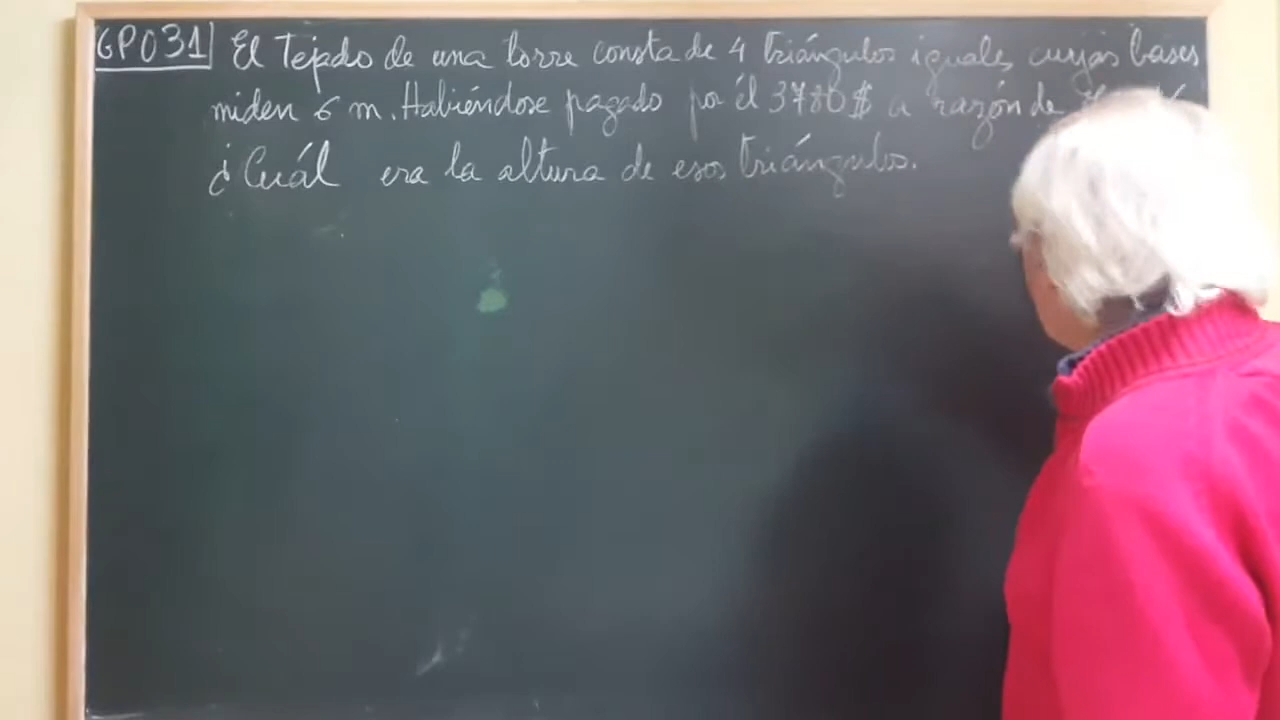 GP031 El Tejado de una torre consta de 4 triángulos iguales cuyas bases
miden 6 m. Habiéndose pagado por él 3780$ a razón de
¿Cuál era la altura de esos triángulos.